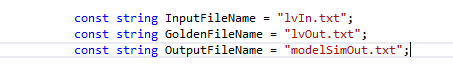 const string InputFileName = "lvIn.txt";
const string GoldenFileName = "lvOut.txt";
const string OutputFileName = "modelSimOut.txt";